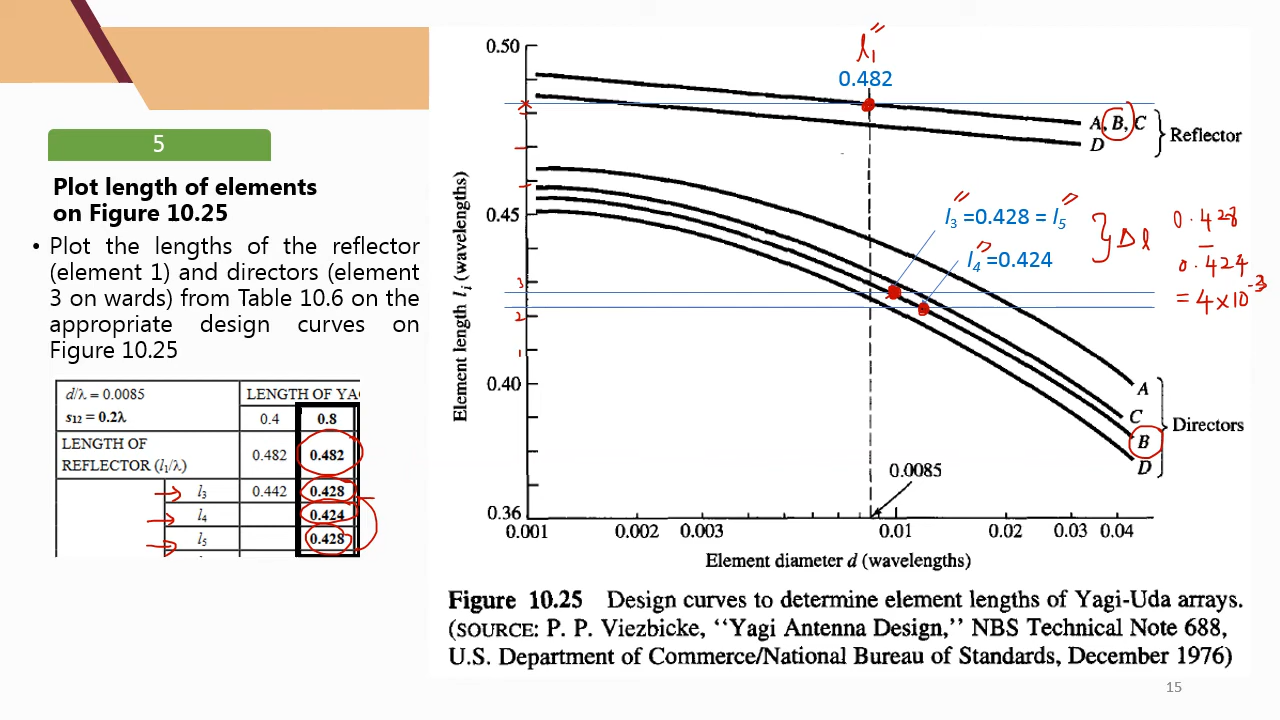 5
Plot length of elements
on Figure 10.25
• Plot the lengths of the reflector
(element 1) and directors (element
3 on wards) from Table 10.6 on the
appropriate design curves on
Figure 10.25
d/λ = 0.0085
s12 = 0.2λ
LENGTH OF YA
0.4 0.8
LENGTH OF
REFLECTOR (l1/λ)
0.482 0.482
l3 0.442 0.428
l4 0.424
l5 0.428
l1"
0.482
0.50
0.45
0.40
0.36
3
2
1
Element length li (wavelengths)
A, B, C
D
Reflector
l3"=0.428 = l5"
l4"=0.424
} Δl
0.428
–
0.424
= 4×10-3
A
C
B
D
Directors
0.0085
0.001 0.002 0.003 0.01 0.02 0.03 0.04
Element diameter d (wavelengths)
Figure 10.25 Design curves to determine element lengths of Yagi-Uda arrays.
(SOURCE: P. P. Viezbicke, ‘‘Yagi Antenna Design,’’ NBS Technical Note 688,
U.S. Department of Commerce/National Bureau of Standards, December 1976)
15